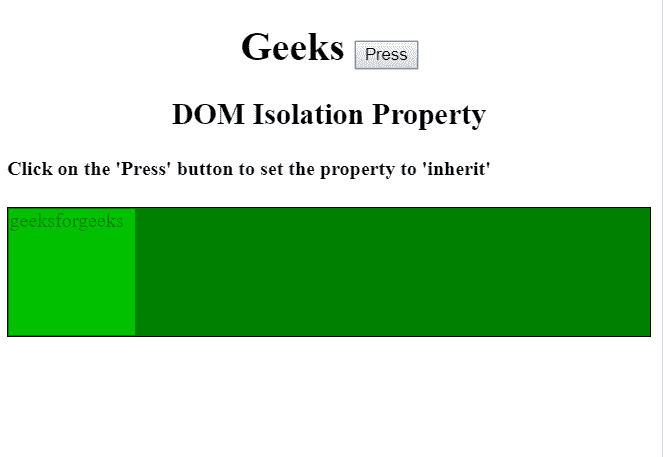 Geeks Press
DOM Isolation Property
Click on the 'Press' button to set the property to 'inherit'
geeksforgeeks